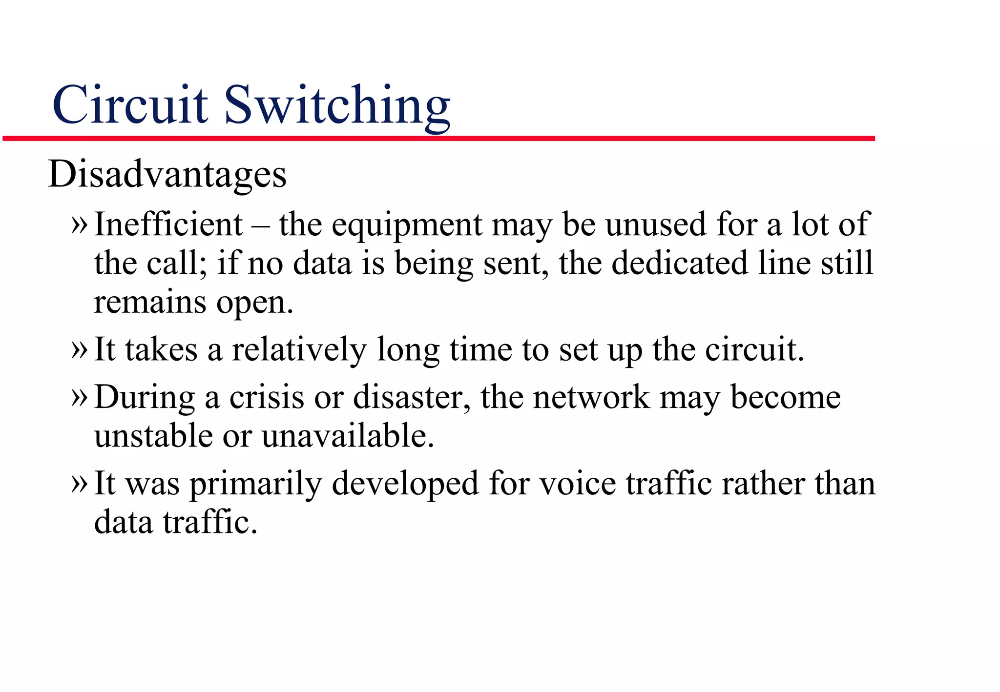 Circuit Switching
Disadvantages
» Inefficient – the equipment may be unused for a lot of
the call; if no data is being sent, the dedicated line still
remains open.
» It takes a relatively long time to set up the circuit.
» During a crisis or disaster, the network may become
unstable or unavailable.
» It was primarily developed for voice traffic rather than
data traffic.